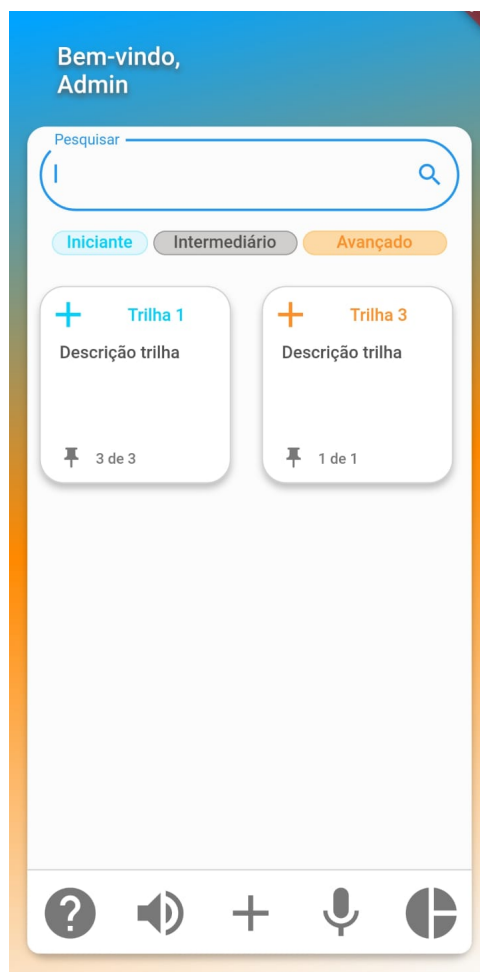 Bem-vindo,
Admin
Pesquisar
Iniciante
Intermediário
Avançado
Trilha 1
Descrição trilha
3 de 3
Trilha 3
Descrição trilha
1 de 1